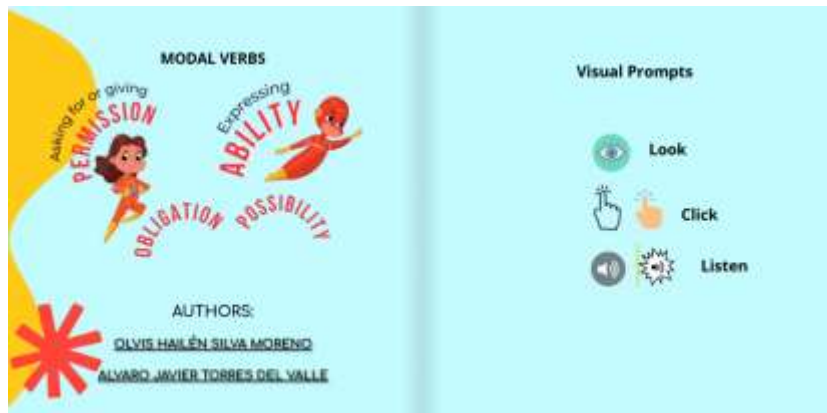 MODAL VERBS
Asking for or giving
PERMISSION
Expressing
ABILITY
OBLIGATION
POSSIBILITY
AUTHORS:
OLVIS HAILÉN SILVA MORENO
ALVARO JAVIER TORRES DEL VALLE
Visual Prompts
Look
Click
Listen